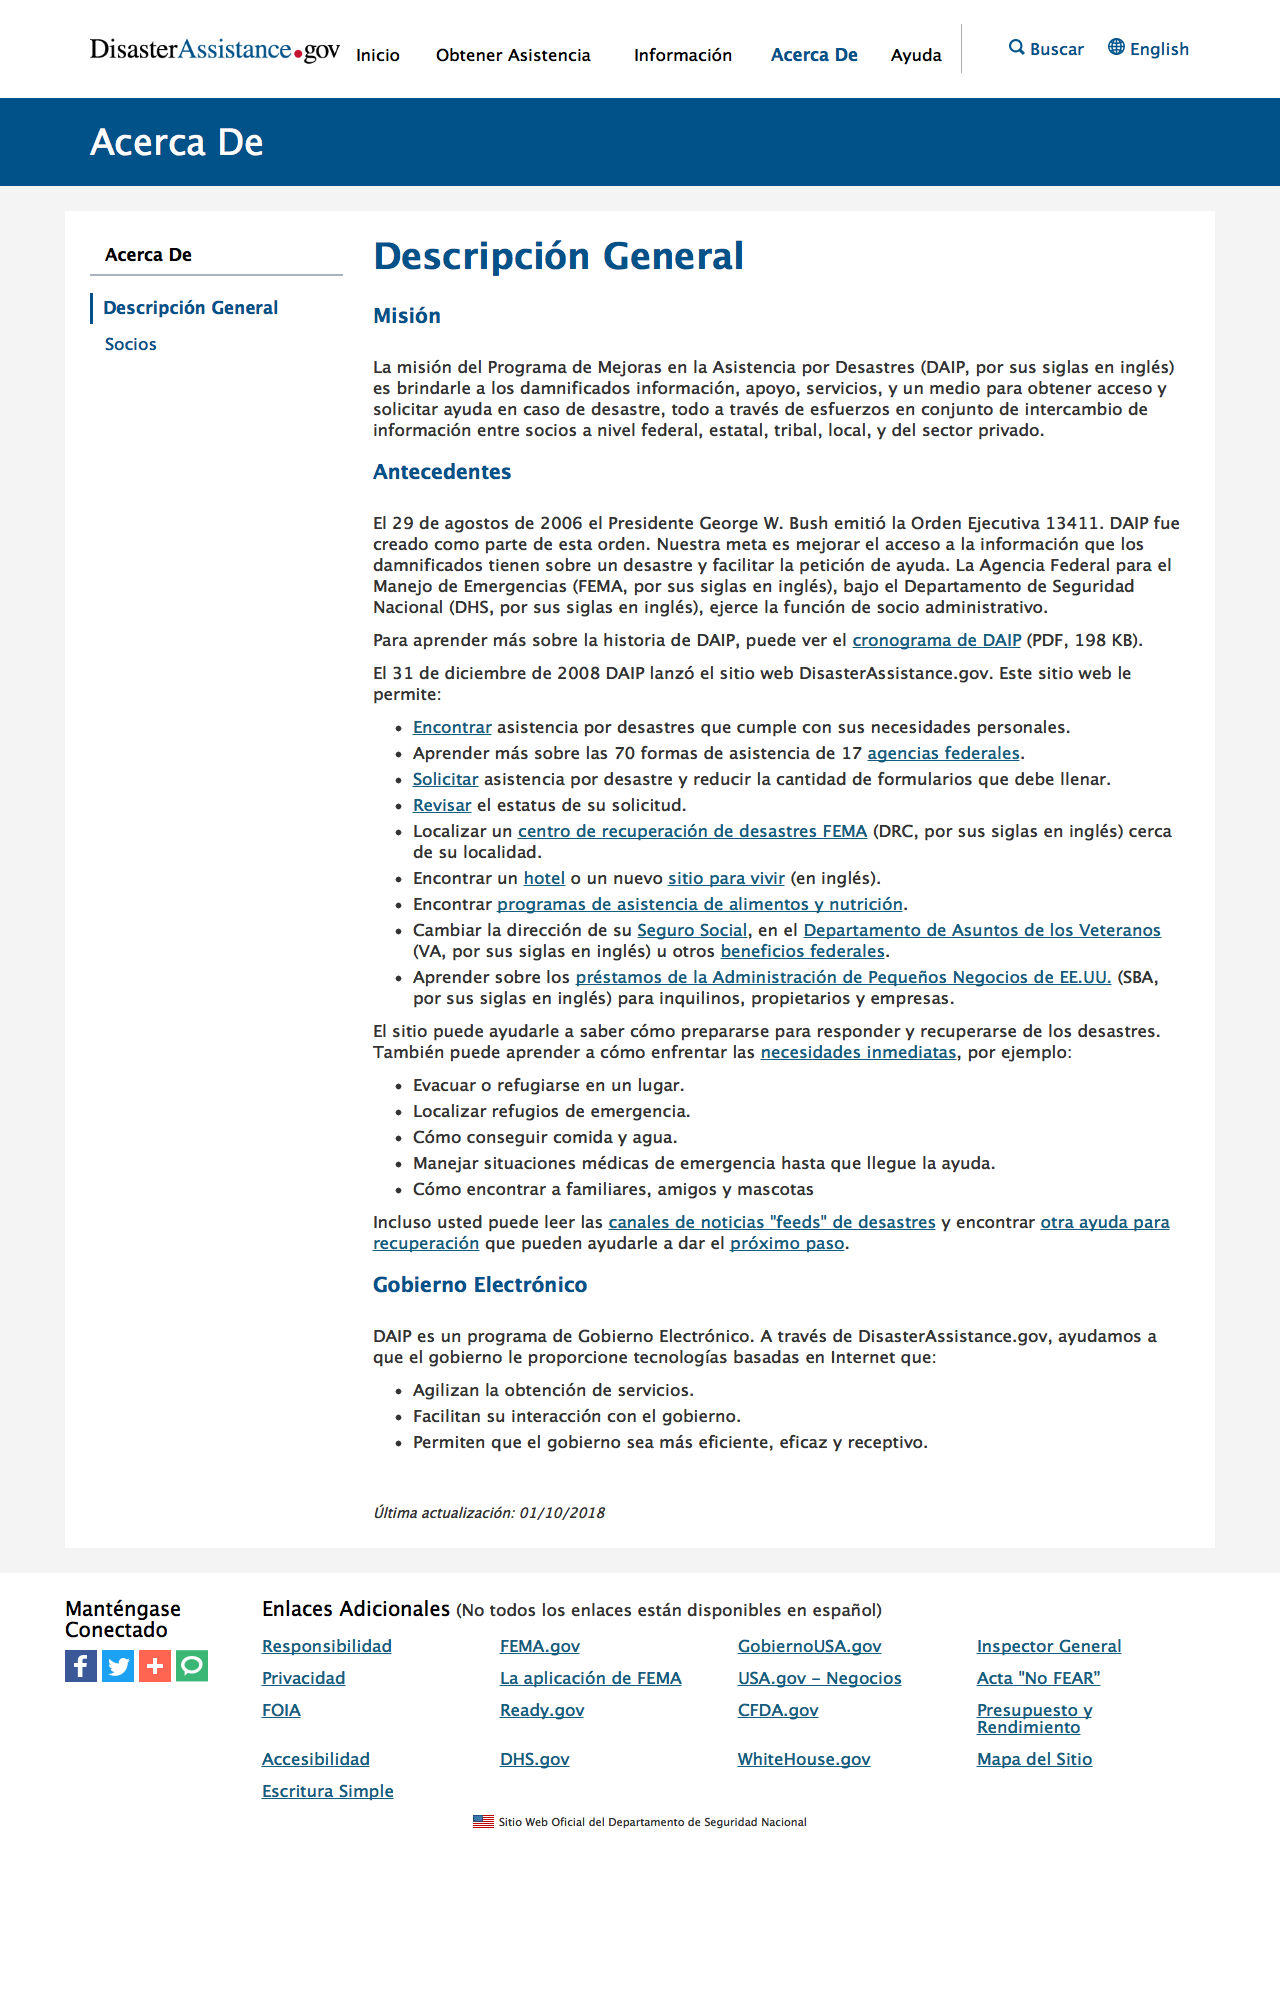 DisasterAssistance.gov
Inicio
Obtener Asistencia
Información
Acerca De
Ayuda
Buscar
English
Acerca De
Acerca De
Descripción General
Socios
Descripción General
Misión
La misión del Programa de Mejoras en la Asistencia por Desastres (DAIP, por sus siglas en inglés)
es brindarle a los damnificados información, apoyo, servicios, y un medio para obtener acceso y
solicitar ayuda en caso de desastre, todo a través de esfuerzos en conjunto de intercambio de
información entre socios a nivel federal, estatal, tribal, local, y del sector privado.
Antecedentes
El 29 de agostos de 2006 el Presidente George W. Bush emitió la Orden Ejecutiva 13411. DAIP fue
creado como parte de esta orden. Nuestra meta es mejorar el acceso a la información que los
damnificados tienen sobre un desastre y facilitar la petición de ayuda. La Agencia Federal para el
Manejo de Emergencias (FEMA, por sus siglas en inglés), bajo el Departamento de Seguridad
Nacional (DHS, por sus siglas en inglés), ejerce la función de socio administrativo.
Para aprender más sobre la historia de DAIP, puede ver el cronograma de DAIP (PDF, 198 KB).
El 31 de diciembre de 2008 DAIP lanzó el sitio web DisasterAssistance.gov. Este sitio web le
permite:
• Encontrar asistencia por desastres que cumple con sus necesidades personales.
• Aprender más sobre las 70 formas de asistencia de 17 agencias federales.
• Solicitar asistencia por desastre y reducir la cantidad de formularios que debe llenar.
• Revisar el estatus de su solicitud.
• Localizar un centro de recuperación de desastres FEMA (DRC, por sus siglas en inglés) cerca
de su localidad.
• Encontrar un hotel o un nuevo sitio para vivir (en inglés).
• Encontrar programas de asistencia de alimentos y nutrición.
• Cambiar la dirección de su Seguro Social, en el Departamento de Asuntos de los Veteranos
(VA, por sus siglas en inglés) u otros beneficios federales.
• Aprender sobre los préstamos de la Administración de Pequeños Negocios de EE.UU. (SBA,
por sus siglas en inglés) para inquilinos, propietarios y empresas.
El sitio puede ayudarle a saber cómo prepararse para responder y recuperarse de los desastres.
También puede aprender a cómo enfrentar las necesidades inmediatas, por ejemplo:
• Evacuar o refugiarse en un lugar.
• Localizar refugios de emergencia.
• Cómo conseguir comida y agua.
• Manejar situaciones médicas de emergencia hasta que llegue la ayuda.
• Cómo encontrar a familiares, amigos y mascotas
Incluso usted puede leer las canales de noticias "feeds" de desastres y encontrar otra ayuda para
recuperación que pueden ayudarle a dar el próximo paso.
Gobierno Electrónico
DAIP es un programa de Gobierno Electrónico. A través de DisasterAssistance.gov, ayudamos a
que el gobierno le proporcione tecnologías basadas en Internet que:
• Agilizan la obtención de servicios.
• Facilitan su interacción con el gobierno.
• Permiten que el gobierno sea más eficiente, eficaz y receptivo.
Última actualización: 01/10/2018
Manténgase
Conectado
Enlaces Adicionales (No todos los enlaces están disponibles en español)
Responsibilidad
FEMA.gov
GobiernoUSA.gov
Inspector General
Privacidad
La aplicación de FEMA
USA.gov – Negocios
Acta "No FEAR”
FOIA
Ready.gov
CFDA.gov
Presupuesto y
Rendimiento
Accesibilidad
DHS.gov
WhiteHouse.gov
Mapa del Sitio
Escritura Simple
Sitio Web Oficial del Departamento de Seguridad Nacional